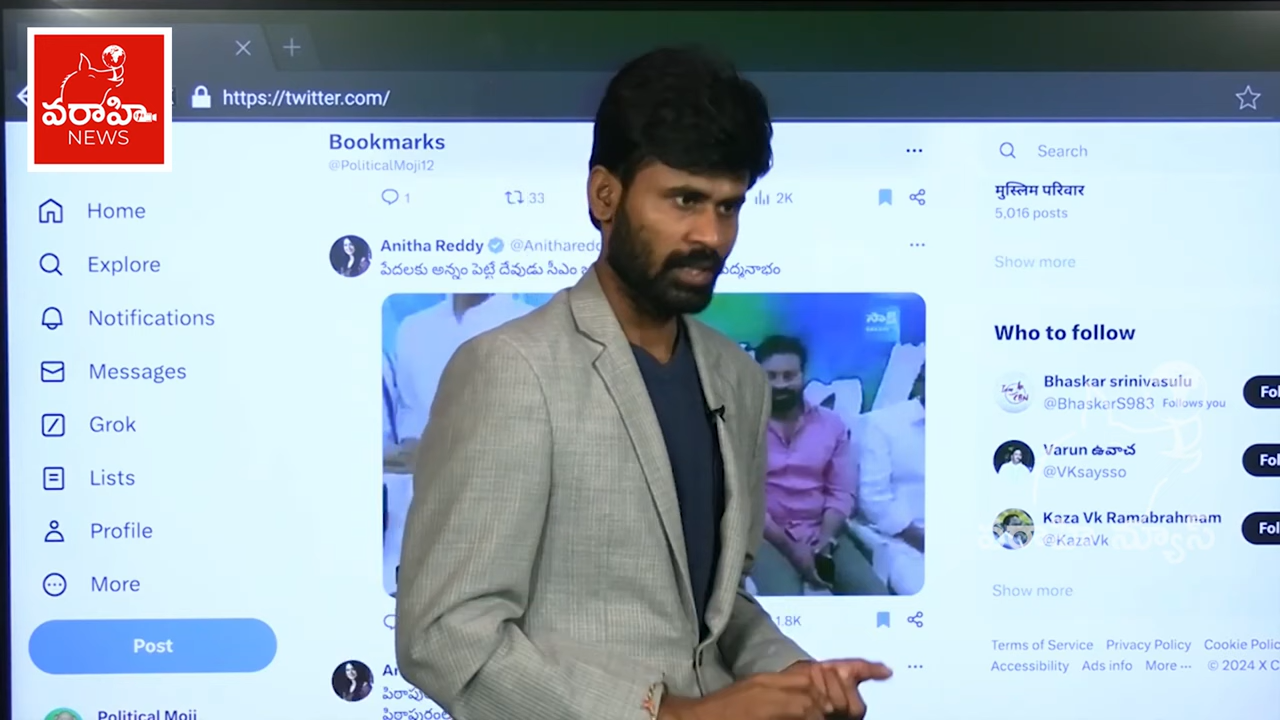 వరాహి
NEWS
https://twitter.com/
Bookmarks
@PoliticalMoji12
1
33
2K
Home
Explore
Notifications
Messages
Grok
Lists
Profile
More
Post
Political Moji
Anitha Reddy
పేదలకు అన్నం పెట్టే దేవుడు సీఎం
సాక్షి
1.8K
Search
मुस्लिम परिवार
5,016 posts
Show more
Who to follow
Bhaskar srinivasulu
@BhaskarS983 Follows you
Varun ఉవాచ
@VKsaysso
Kaza Vk Ramabrahmam
@KazaVk
Show more
Terms of Service Privacy Policy
Accessibility Ads info More ··· © 2024 X